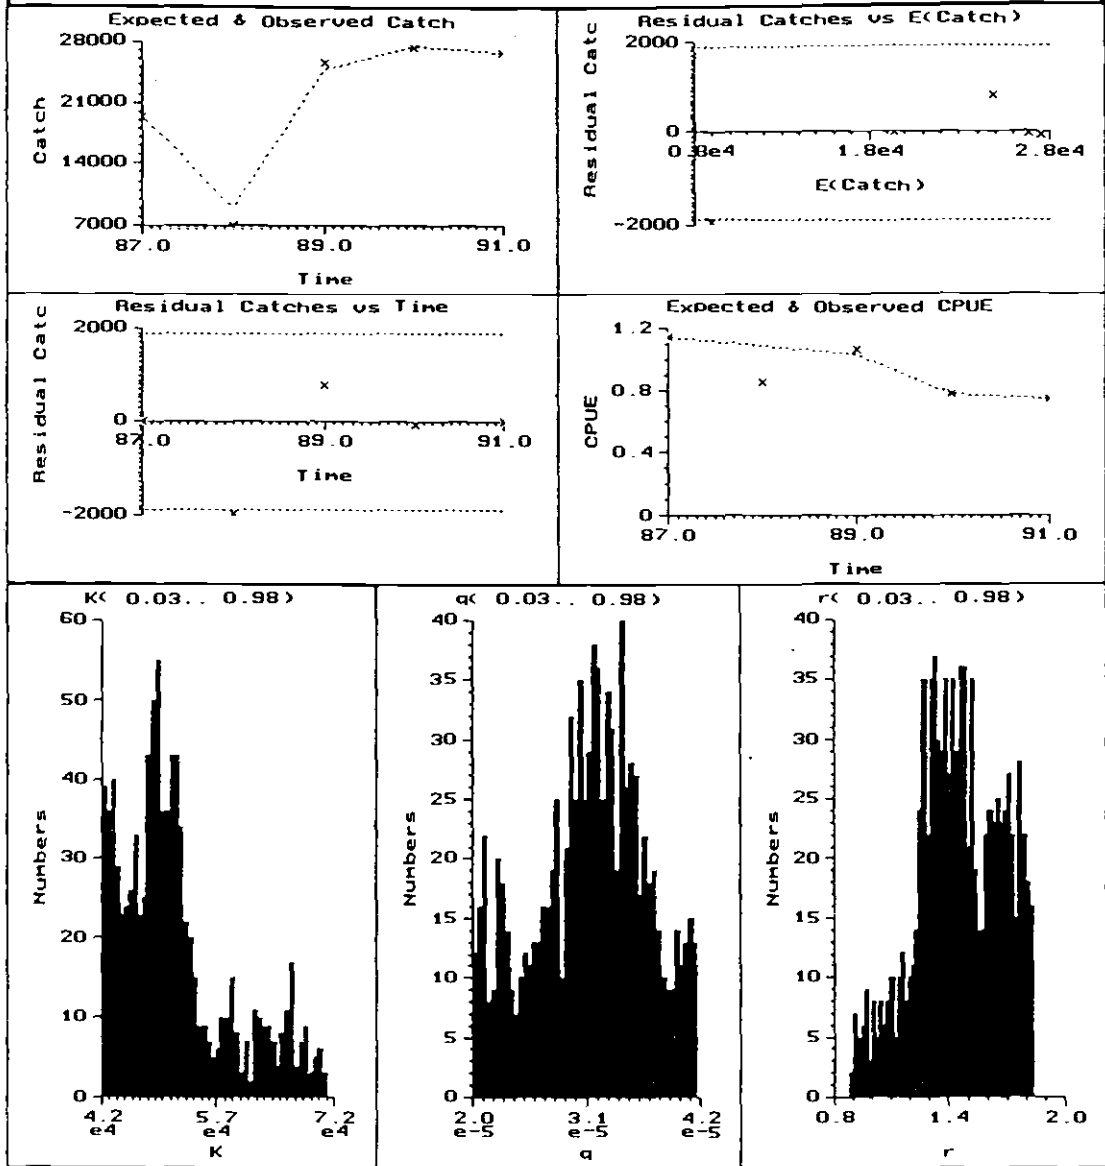 Expected & Observed Catch
28000
21000
14000
7000
Catch
87.0
89.0
91.0
Time
Residual Catches vs E(Catch)
2000
0
-2000
Residual Catc
0.8e4
1.8e4
2.8e4
E(Catch)
Residual Catches vs Time
2000
0
-2000
Residual Catc
87.0
89.0
91.0
Time
Expected & Observed CPUE
1.2
0.8
0.4
0
CPUE
87.0
89.0
91.0
Time
K( 0.03.. 0.98)
60
50
40
30
20
10
0
Numbers
4.2
e4
5.7
e4
7.2
e4
K
q( 0.03.. 0.98)
40
35
30
25
20
15
10
5
0
Numbers
2.0
e-5
3.1
e-5
4.2
e-5
q
r( 0.03.. 0.98)
40
35
30
25
20
15
10
5
0
Numbers
0.8
1.4
2.0
r